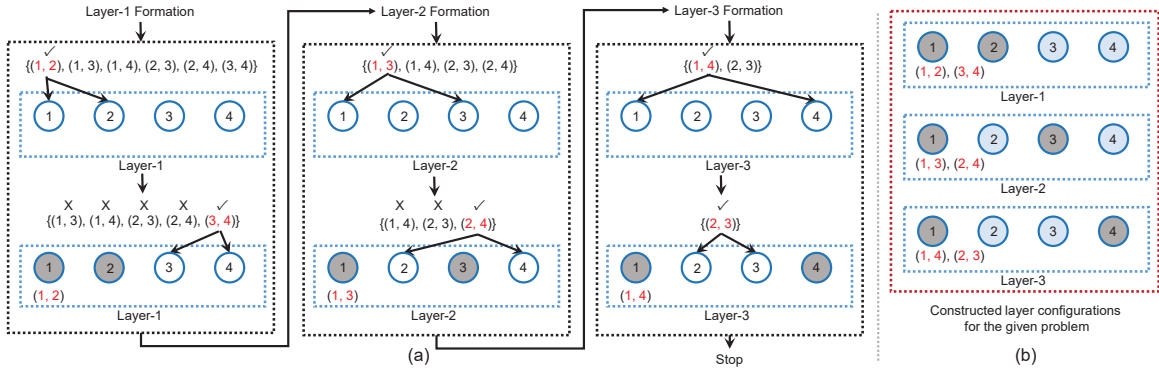 Layer-1 Formation
✓
{(1, 2), (1, 3), (1, 4), (2, 3), (2, 4), (3, 4)}
1 2 3 4
Layer-1
X X X X ✓
{(1, 3), (1, 4), (2, 3), (2, 4), (3, 4)}
1 2 3 4
(1, 2)
Layer-1
Layer-2 Formation
✓
{(1, 3), (1, 4), (2, 3), (2, 4)}
1 2 3 4
Layer-2
X X ✓
{(1, 4), (2, 3), (2, 4)}
1 2 3 4
(1, 3)
Layer-2
Layer-3 Formation
✓
{(1, 4), (2, 3)}
1 2 3 4
Layer-3
✓
{(2, 3)}
1 2 3 4
(1, 4)
Layer-3
Stop
(a)
1 2 3 4
(1, 2), (3, 4)
Layer-1
1 2 3 4
(1, 3), (2, 4)
Layer-2
1 2 3 4
(1, 4), (2, 3)
Layer-3
Constructed layer configurations
for the given problem
(b)